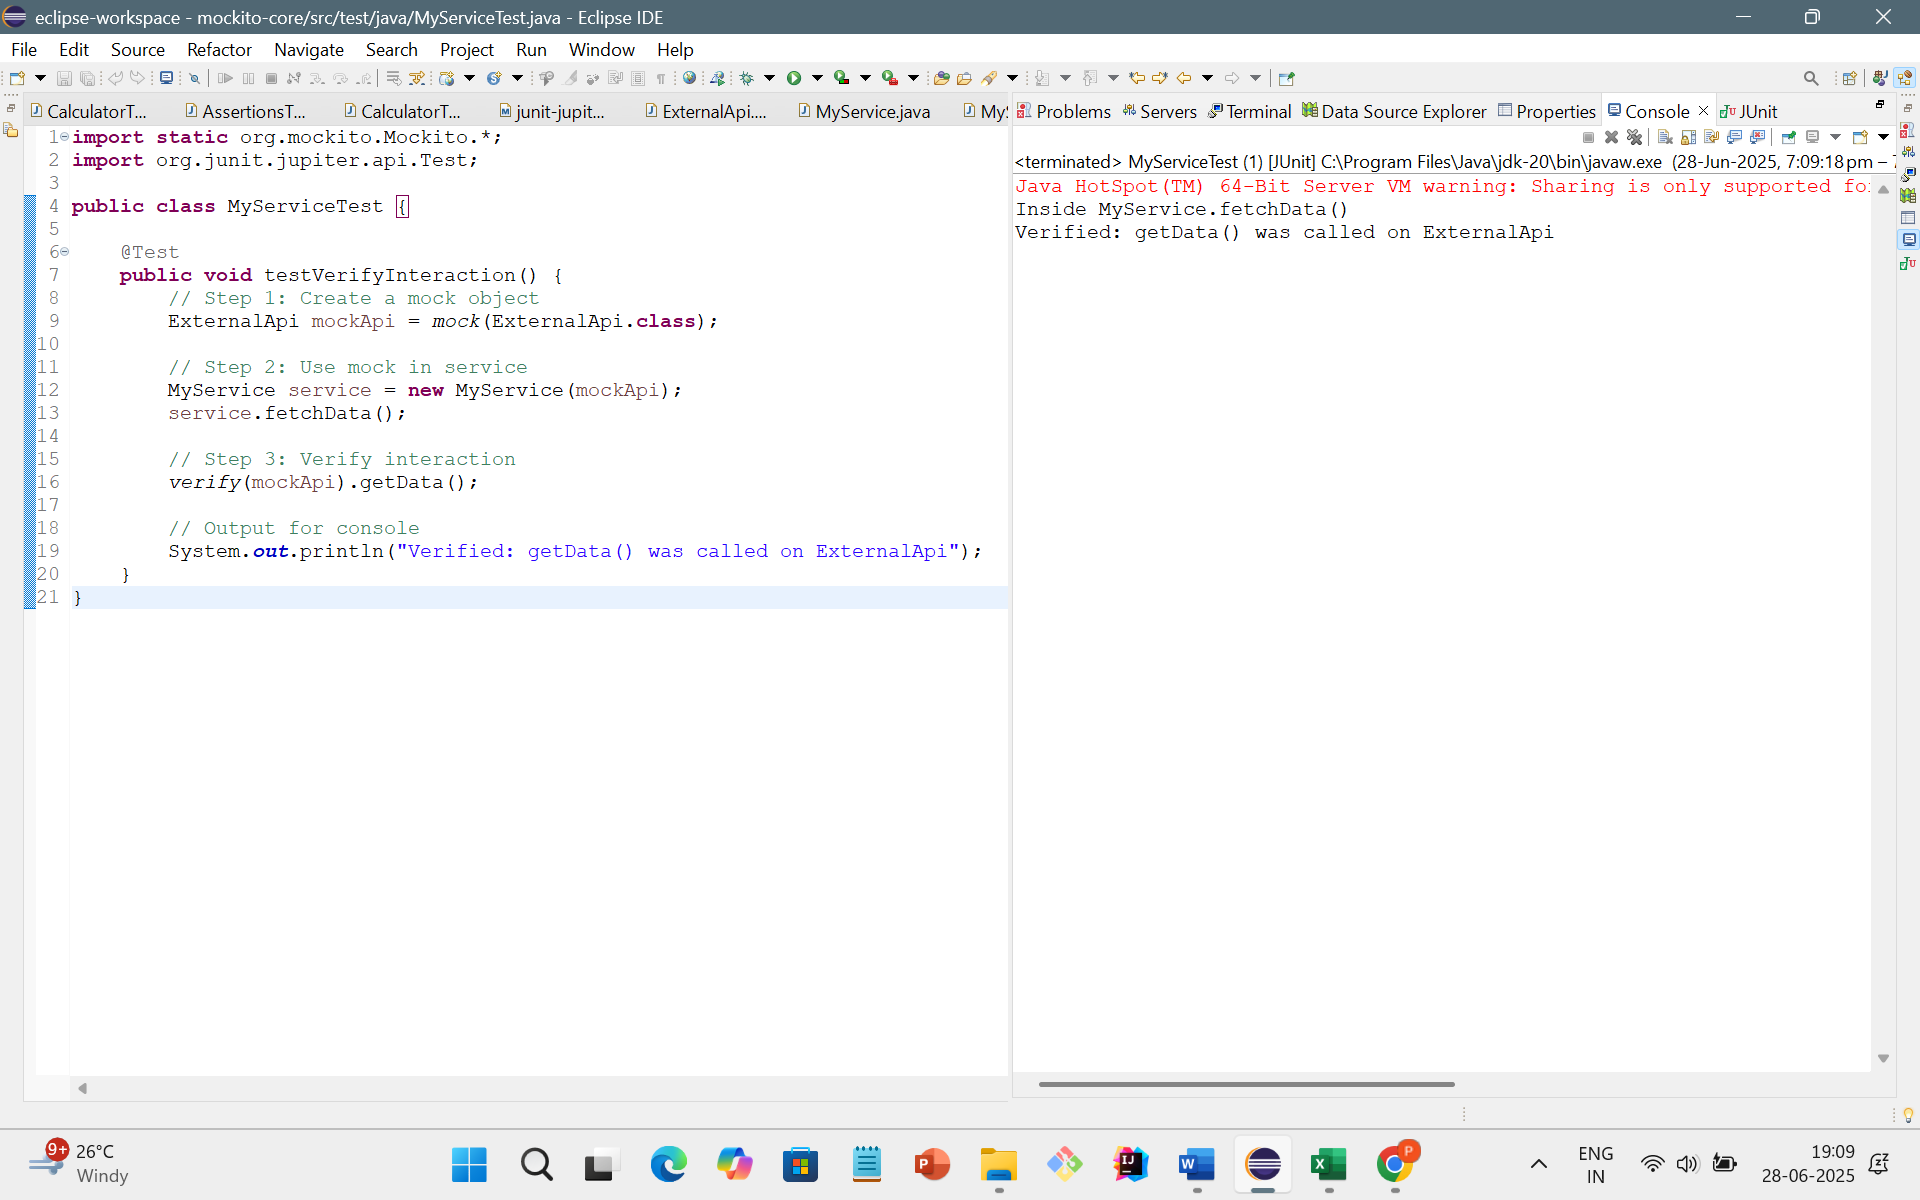 eclipse-workspace - mockito-core/src/test/java/MyServiceTest.java - Eclipse IDE
File Edit Source Refactor Navigate Search Project Run Window Help
CalculatorT... AssertionsT... CalculatorT... junit-jupit... ExternalApi.... MyService.java
Problems Servers Terminal Data Source Explorer Properties Console JUnit
<terminated> MyServiceTest (1) [JUnit] C:\Program Files\Java\jdk-20\bin\javaw.exe (28-Jun-2025, 7:09:18 pm –
1 import static org.mockito.Mockito.*;
2 import org.junit.jupiter.api.Test;
3
4 public class MyServiceTest {
5
6 @Test
7 public void testVerifyInteraction() {
8 // Step 1: Create a mock object
9 ExternalApi mockApi = mock(ExternalApi.class);
10
11 // Step 2: Use mock in service
12 MyService service = new MyService(mockApi);
13 service.fetchData();
14
15 // Step 3: Verify interaction
16 verify(mockApi).getData();
17
18 // Output for console
19 System.out.println("Verified: getData() was called on ExternalApi");
20 }
21 }
Java HotSpot(TM) 64-Bit Server VM warning: Sharing is only supported
Inside MyService.fetchData()
Verified: getData() was called on ExternalApi
9+
26°C
Windy
P
ENG
IN
19:09
28-06-2025